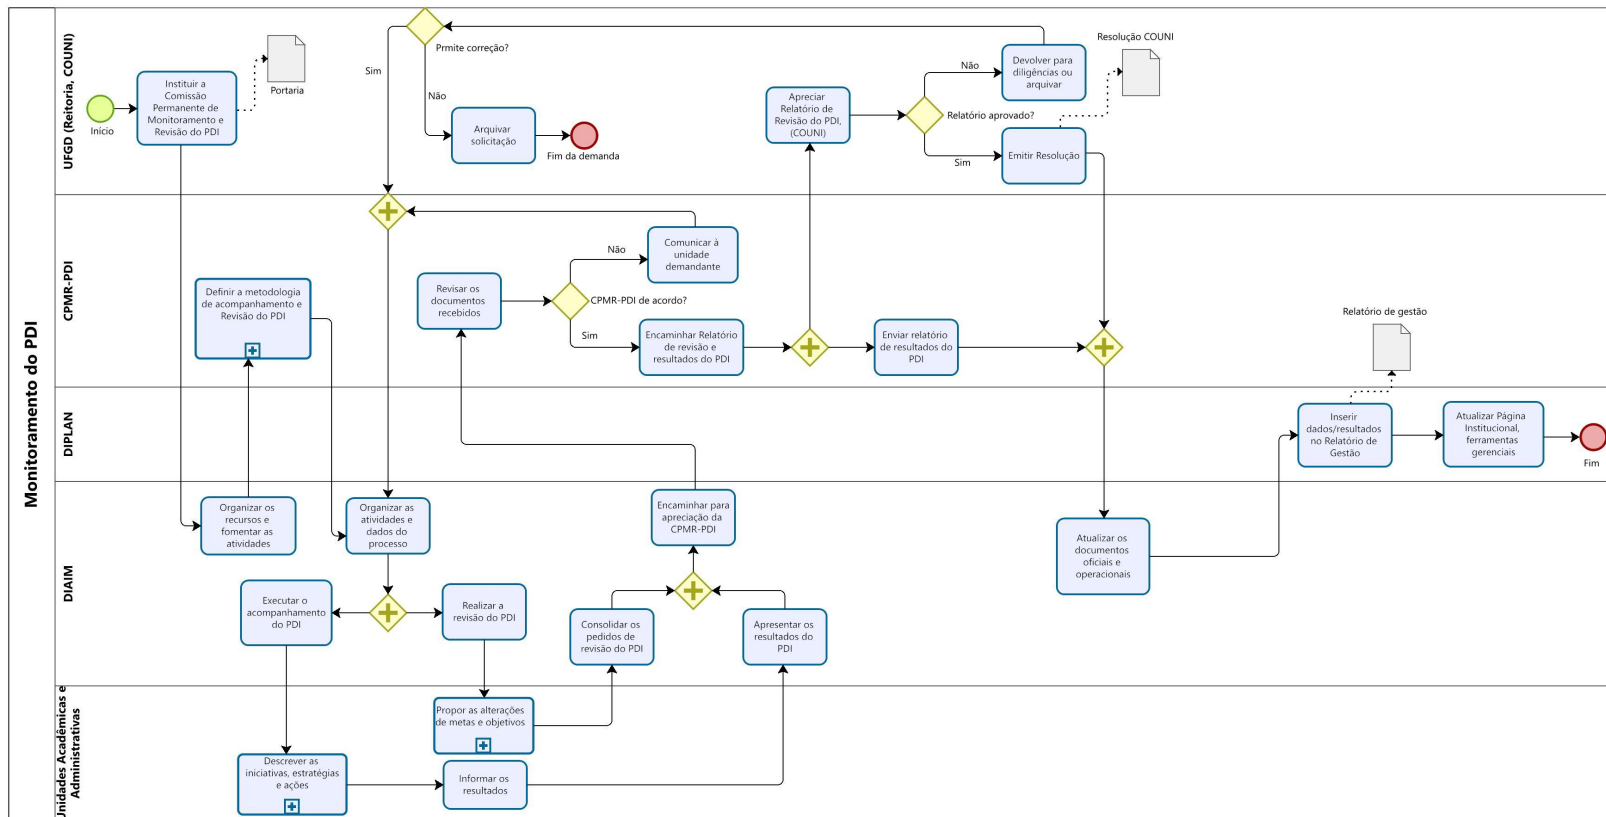 Monitoramento do PDI
UFGD (Reitoria, COUNI)
Início
Instituir a
Comissão
Permanente de
Monitoramento e
Revisão do PDI
Portaria
Prmite correção?
Sim
Não
Arquivar
solicitação
Fim da demanda
Apreciar
Relatório de
Revisão do PDI,
(COUNI)
Relatório aprovado?
Não
Sim
Devolver para
diligências ou
arquivar
Emitir Resolução
Resolução COUNI
CPMR-PDI
Definir a metodologia
de acompanhamento e
Revisão do PDI
Revisar os
documentos
recebidos
CPMR-PDI de acordo?
Não
Sim
Comunicar à
unidade
demandante
Encaminhar Relatório
de revisão e
resultados do PDI
Enviar relatório
de resultados do
PDI
Relatório de gestão
DIPLAN
Inserir
dados/resultados
no Relatório de
Gestão
Atualizar Página
Institucional,
ferramentas
gerenciais
Fim
DIAIM
Organizar os
recursos e
fomentar as
atividades
Organizar as
atividades e
dados do
processo
Encaminhar para
apreciação da
CPMR-PDI
Atualizar os
documentos
oficiais e
operacionais
Executar o
acompanhamento
do PDI
Realizar a
revisão do PDI
Consolidar os
pedidos de
revisão do PDI
Apresentar os
resultados do
PDI
Unidades Acadêmicas e
Administrativas
Propor as alterações
de metas e objetivos
Descrever as
iniciativas, estratégias
e ações
Informar os
resultados